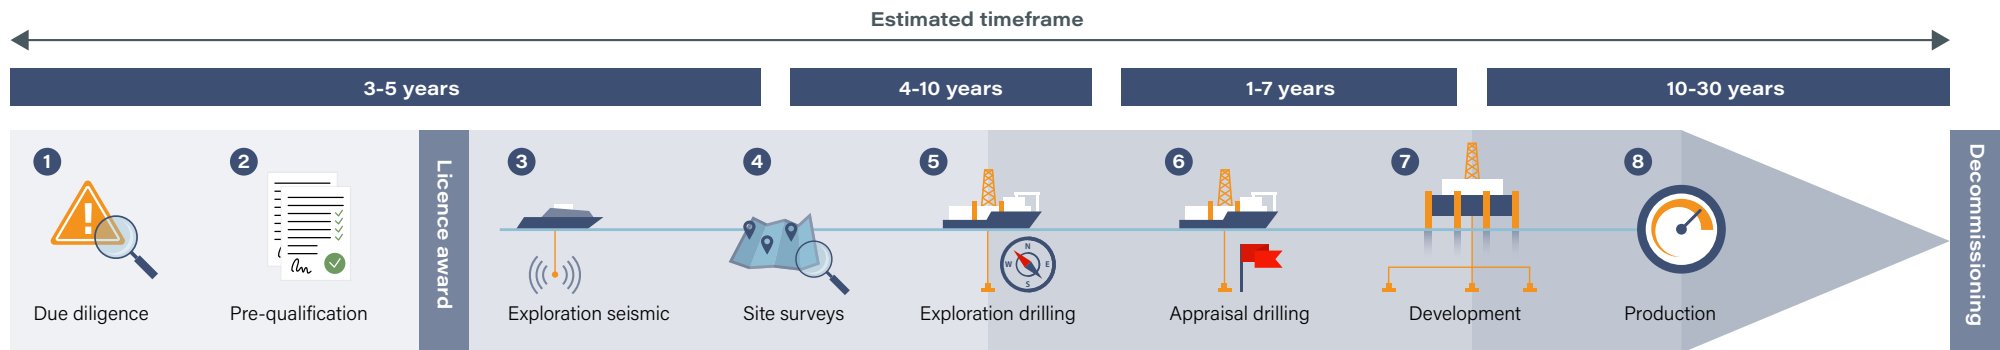 Estimated timeframe
3-5 years
4-10 years
1-7 years
10-30 years
1
2
3
4
5
6
7
8
Licence award
N
W
E
S
Due diligence
Pre-qualification
Exploration seismic
Site surveys
Exploration drilling
Appraisal drilling
Development
Production
Decommissioning